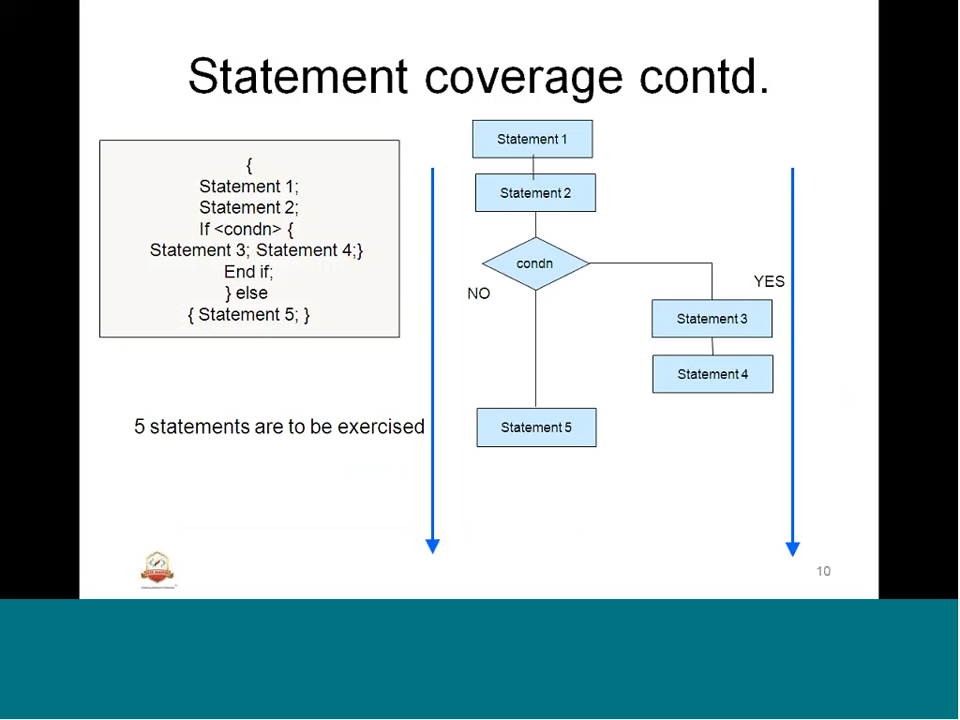 Statement coverage contd.
{
Statement 1;
Statement 2;
If <condn> {
Statement 3; Statement 4;}
End if;
} else
{ Statement 5; }
5 statements are to be exercised
Statement 1
Statement 2
condn
NO
YES
Statement 3
Statement 4
Statement 5
10